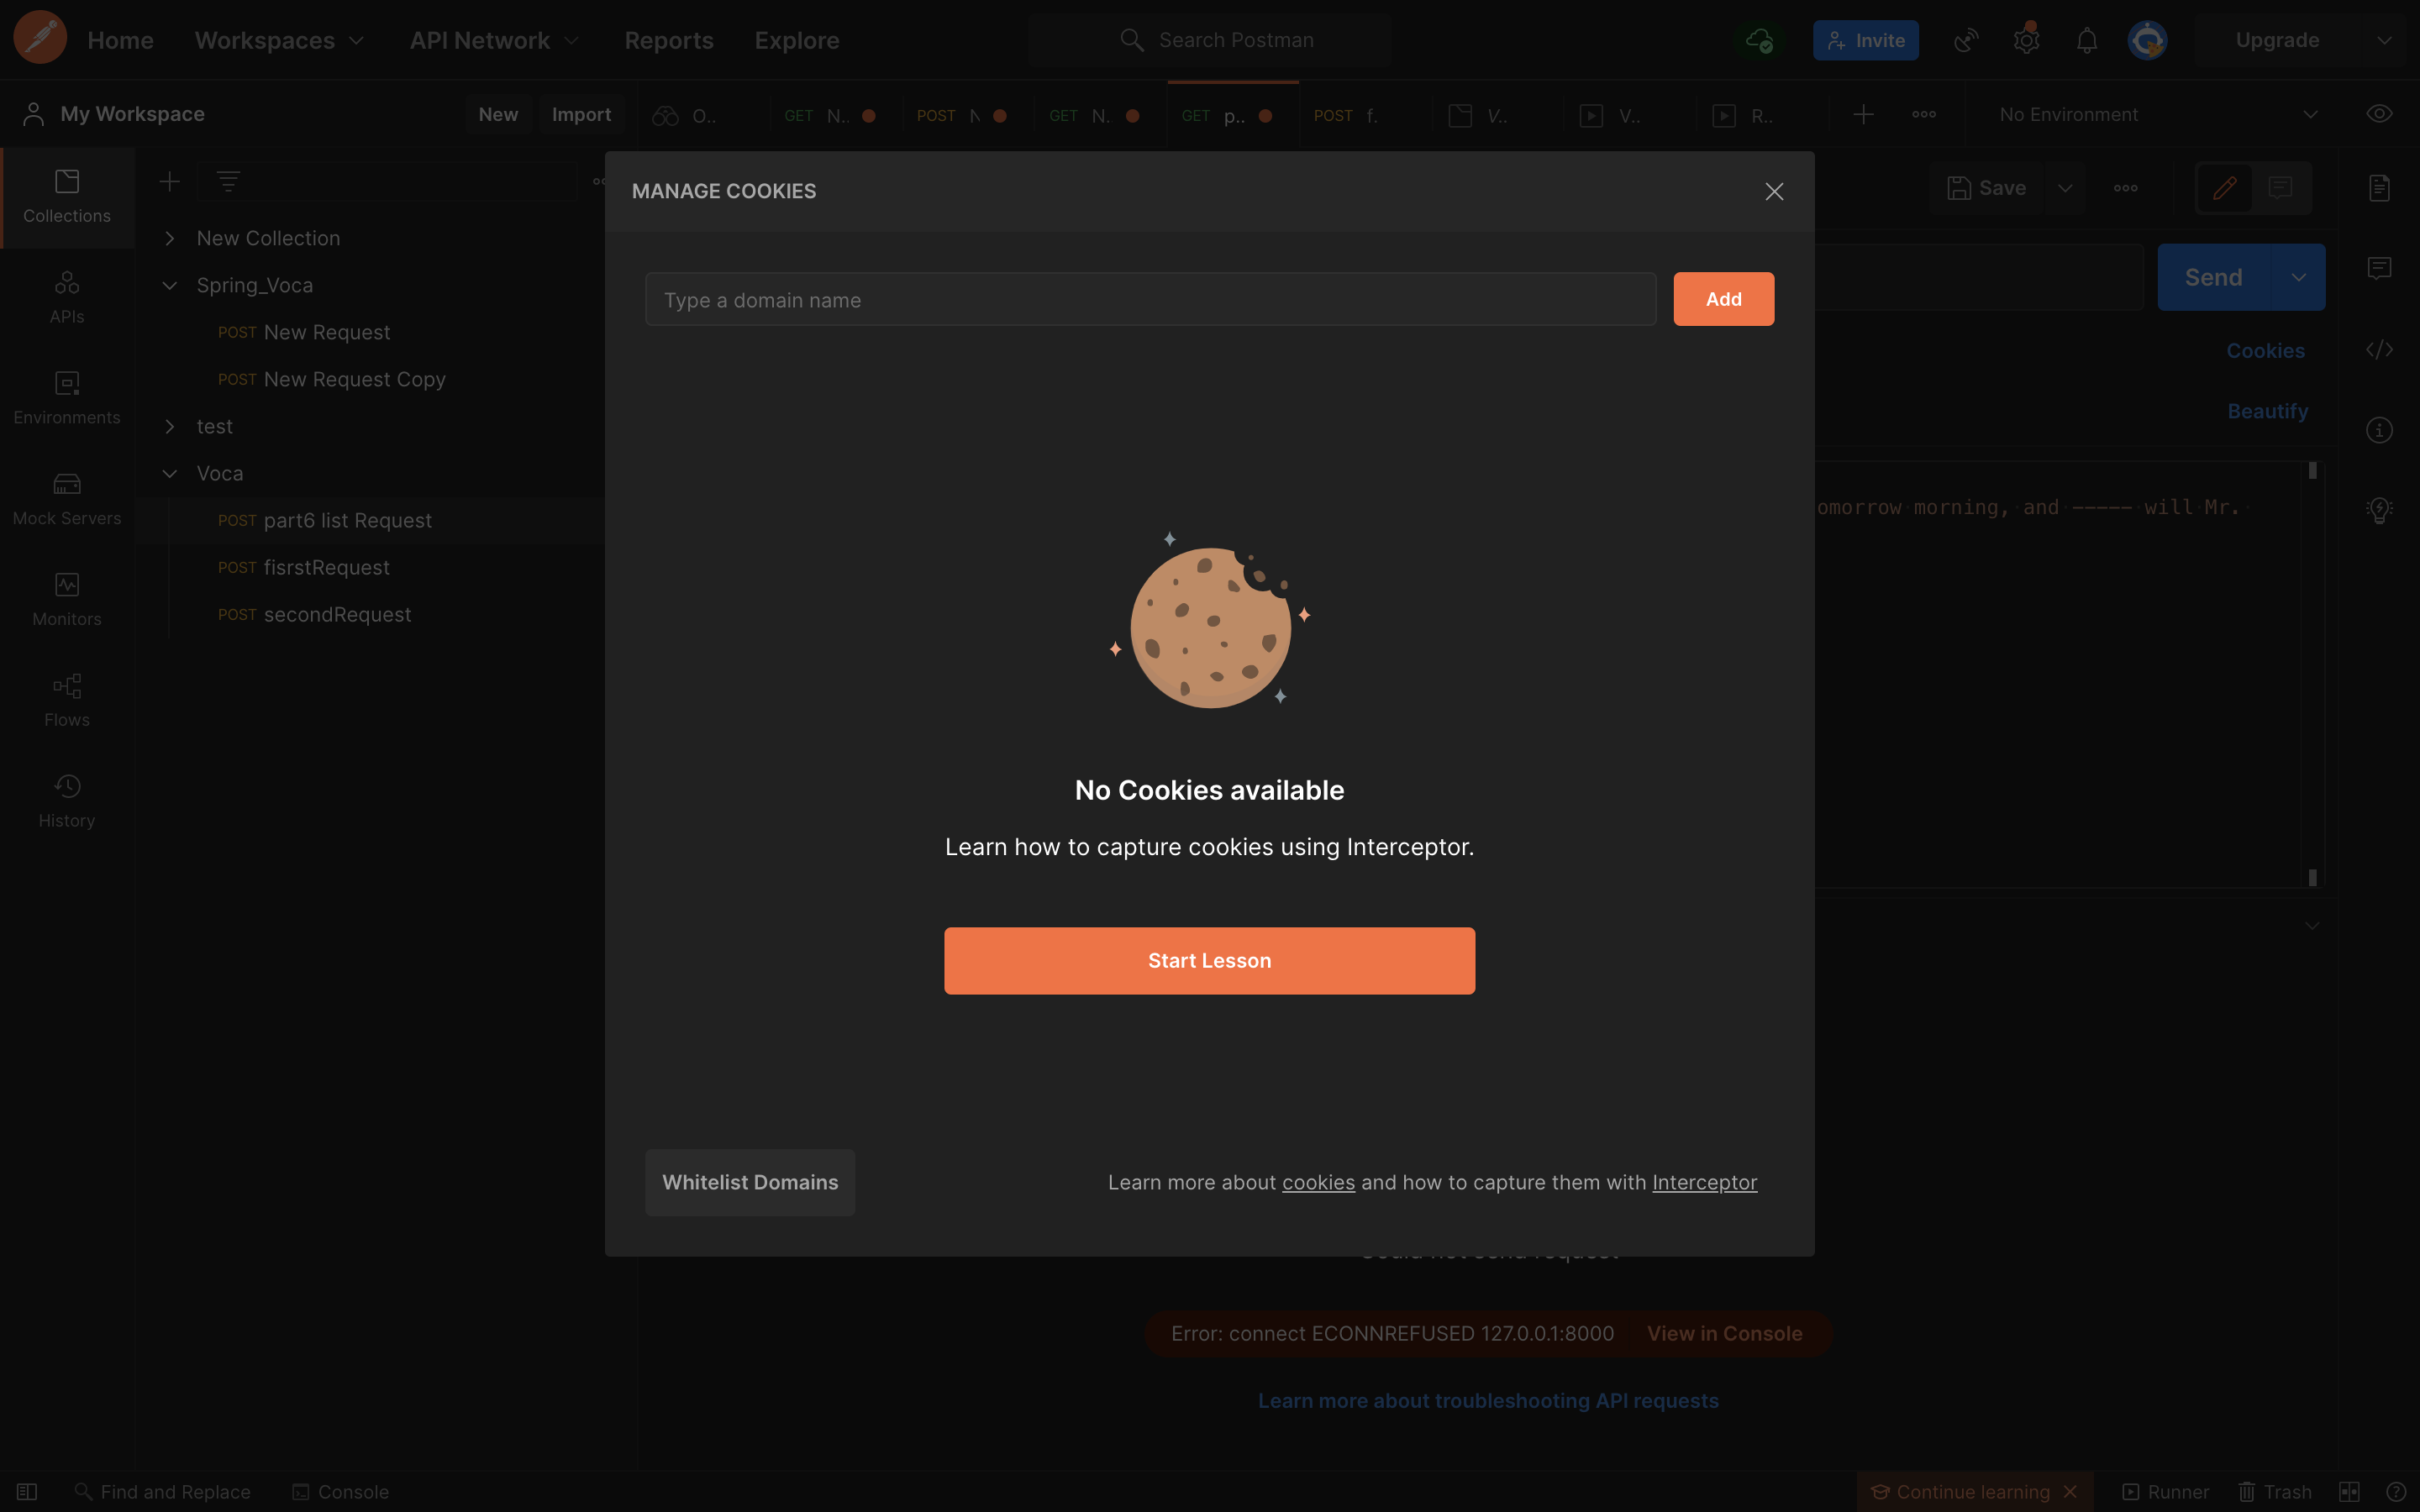 Home Workspaces API Network Reports Explore Search Postman Invite Upgrade
My Workspace New Import O.. GET N.. POST N GET N. GET p.. POST f. V.. V.. R.. No Environment
MANAGE COOKIES
Save
Collections
New Collection
Type a domain name Add
Send
Spring_Voca
APIs
POST New Request
Cookies
POST New Request Copy
Environments
Beautify
test
Voca
omorrow morning, and ----- will Mr.
Mock Servers
POST part6 list Request
POST fisrstRequest
Monitors
POST secondRequest
Flows
No Cookies available
History
Learn how to capture cookies using Interceptor.
Start Lesson
Whitelist Domains Learn more about cookies and how to capture them with Interceptor
Error: connect ECONNREFUSED 127.0.0.1:8000 View in Console
Learn more about troubleshooting API requests
Find and Replace Console Continue learning Runner Trash